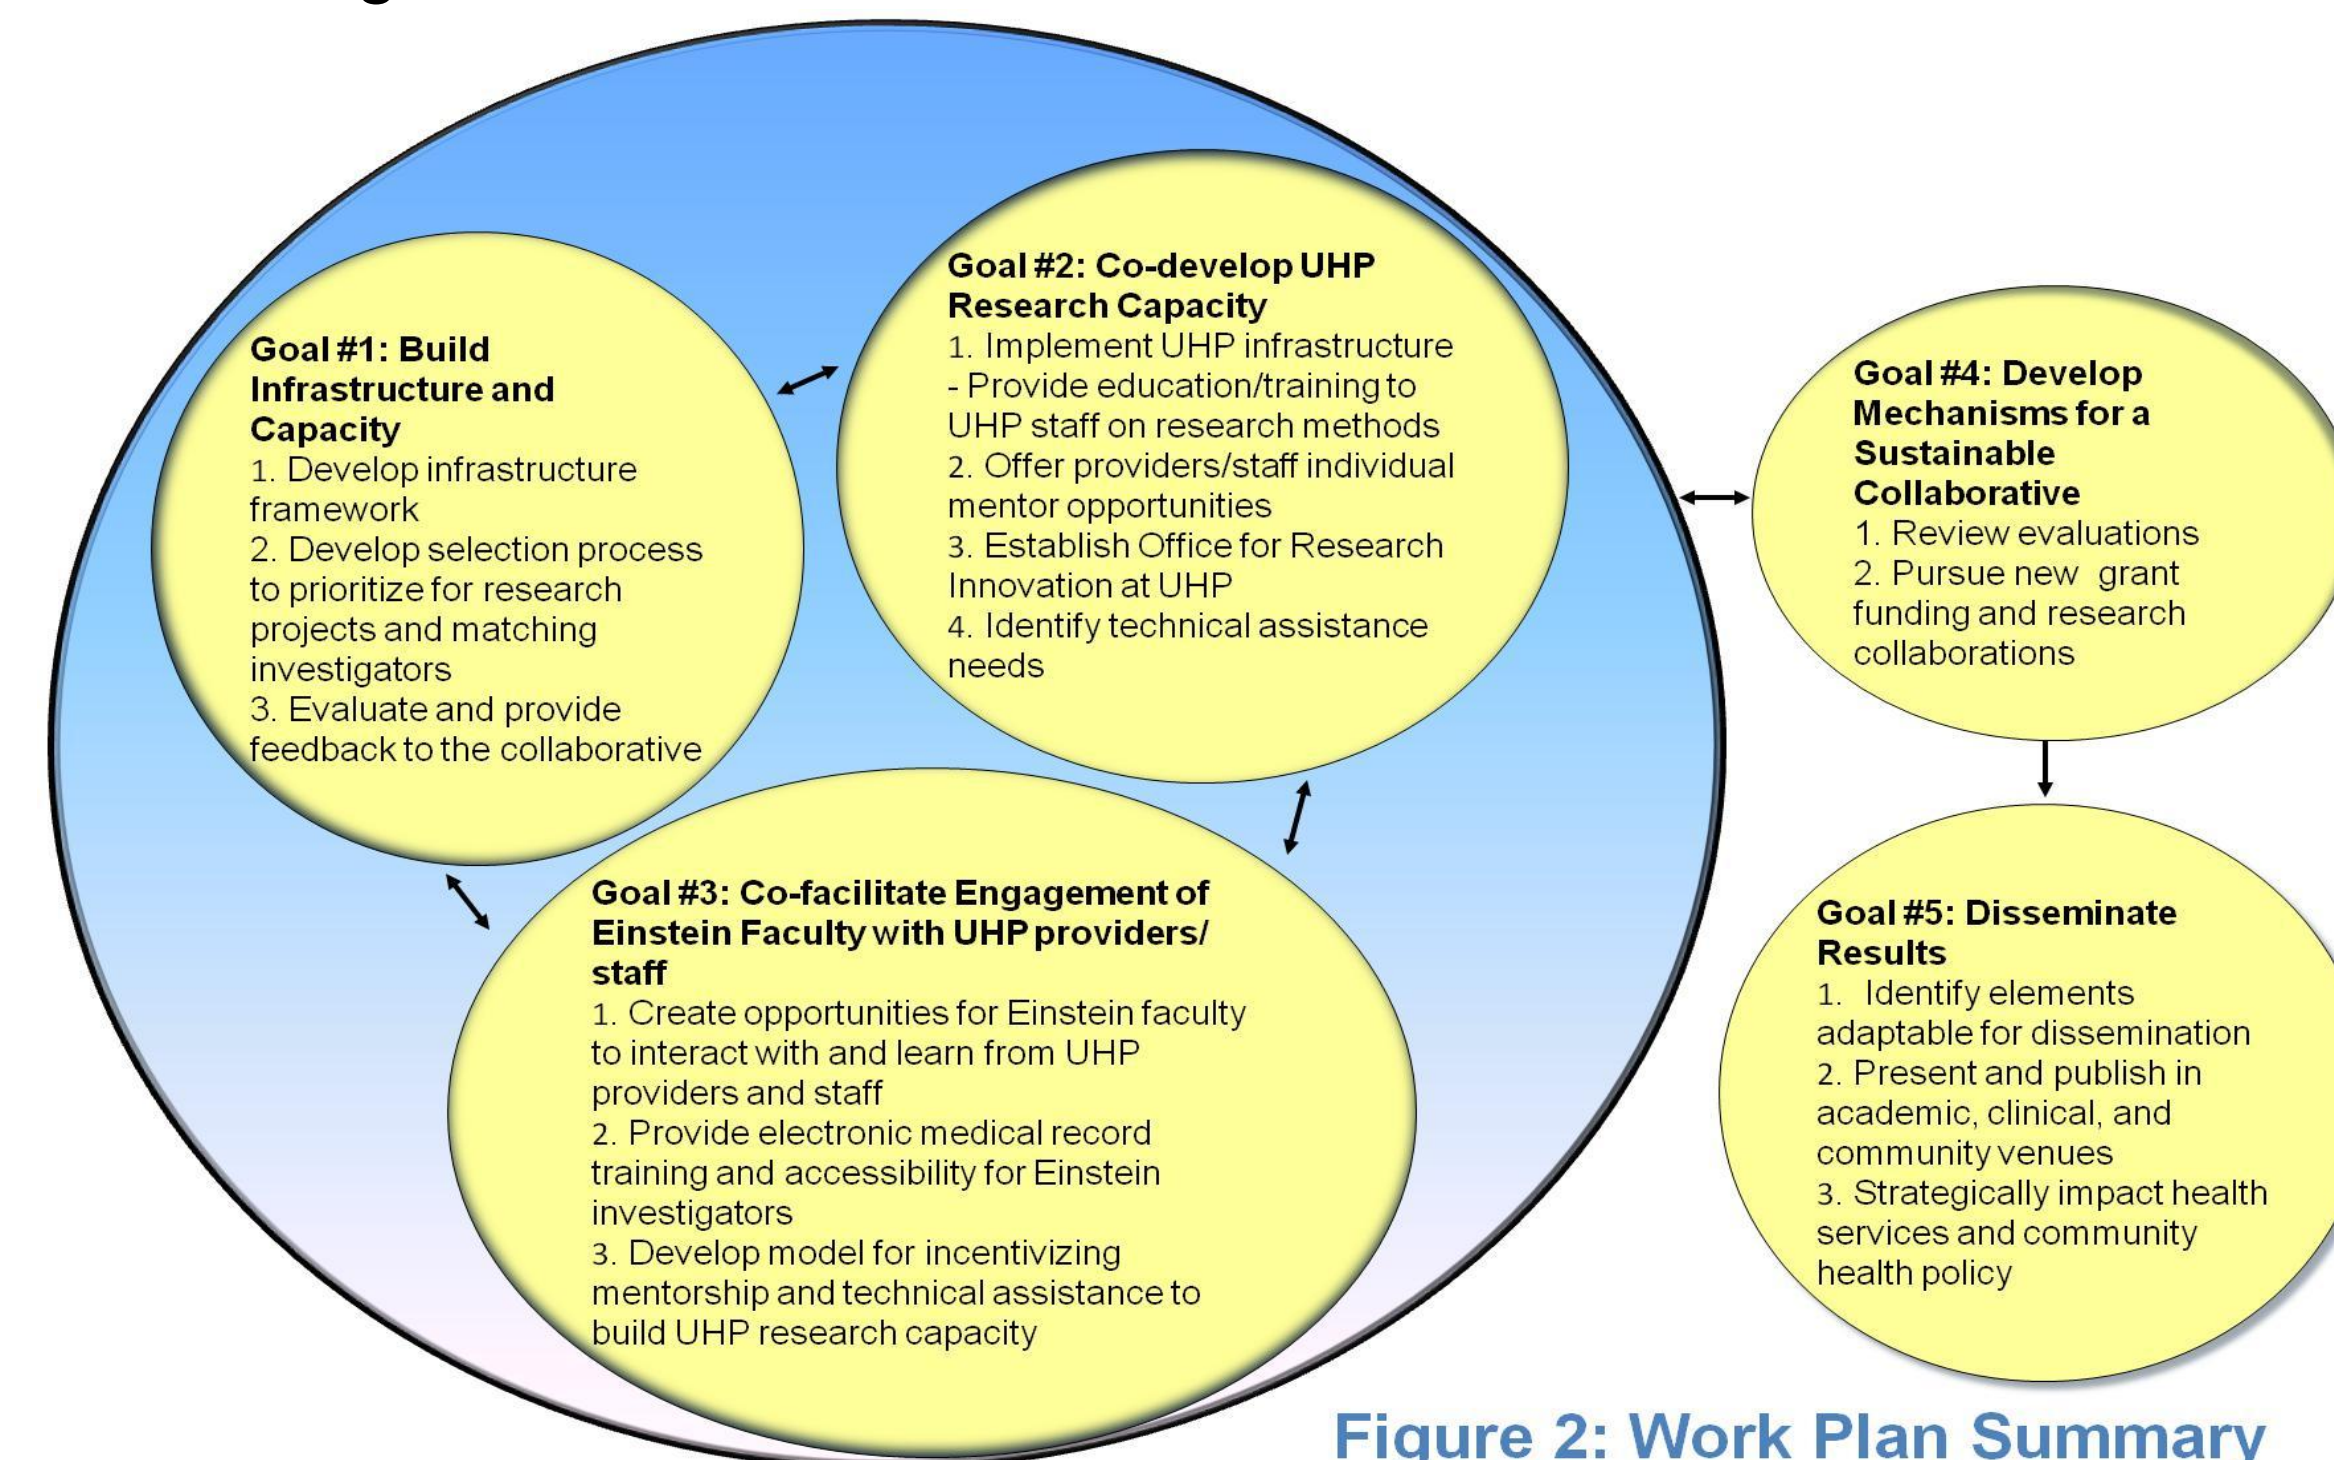 Goal #1: Build
Infrastructure and
Capacity
1. Develop infrastructure
framework
2. Develop selection process
to prioritize for research
projects and matching
investigators
3. Evaluate and provide
feedback to the collaborative
Goal #2: Co-develop UHP
Research Capacity
1. Implement UHP infrastructure
- Provide education/training to
UHP staff on research methods
2. Offer providers/staff individual
mentor opportunities
3. Establish Office for Research
Innovation at UHP
4. Identify technical assistance
needs
Goal #3: Co-facilitate Engagement of
Einstein Faculty with UHP providers/
staff
1. Create opportunities for Einstein faculty
to interact with and learn from UHP
providers and staff
2. Provide electronic medical record
training and accessibility for Einstein
investigators
3. Develop model for incentivizing
mentorship and technical assistance to
build UHP research capacity
Goal #4: Develop
Mechanisms for a
Sustainable
Collaborative
1. Review evaluations
2. Pursue new grant
funding and research
collaborations
Goal #5: Disseminate
Results
1. Identify elements
adaptable for dissemination
2. Present and publish in
academic, clinical, and
community venues
3. Strategically impact health
services and community
health policy
Figure 2: Work Plan Summary